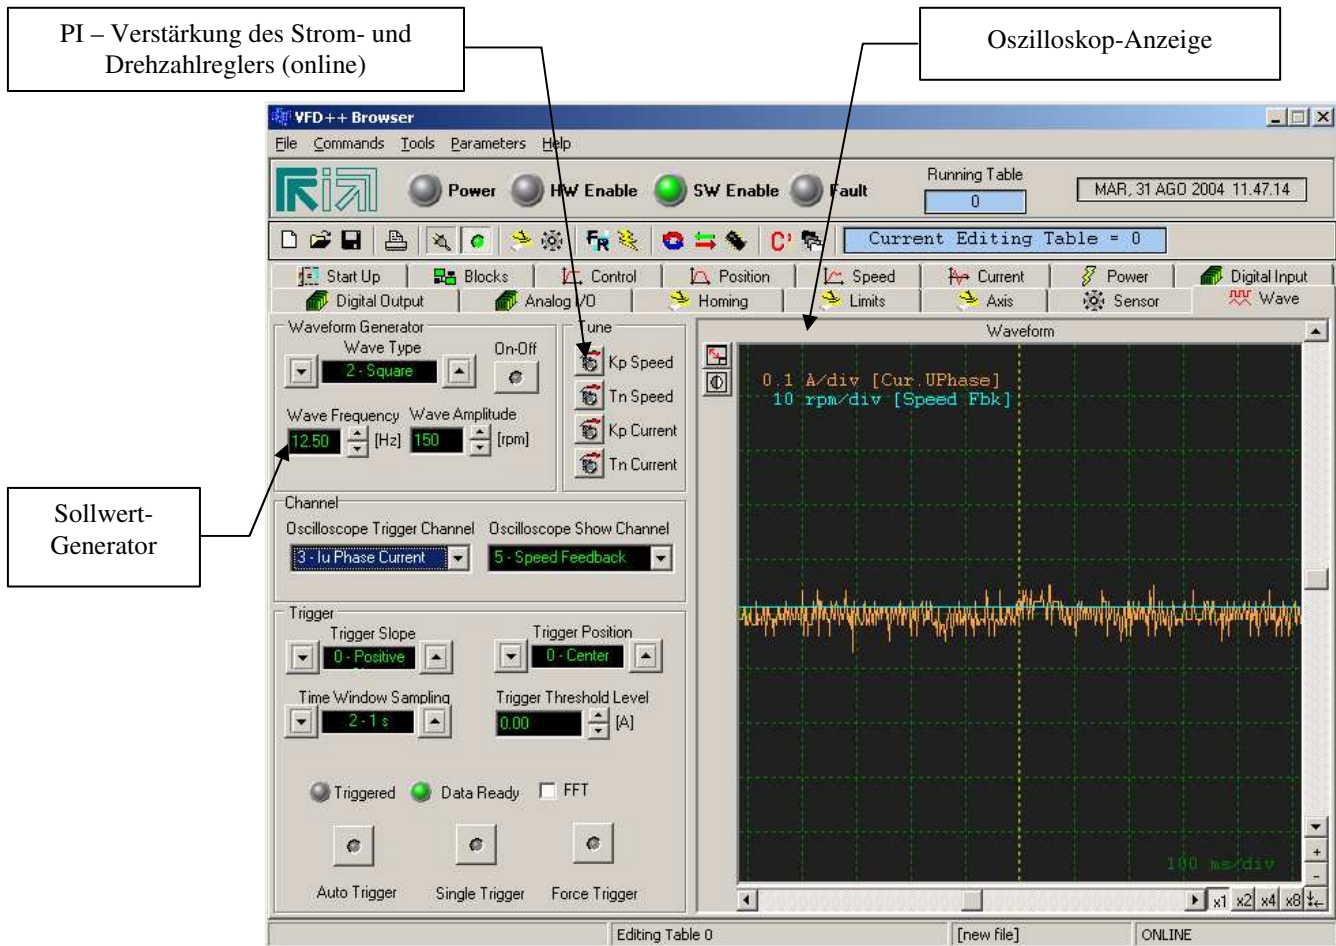 PI – Verstärkung des Strom- und
Drehzahlreglers (online)
Oszilloskop-Anzeige
VFD++ Browser
File Commands Tools Parameters Help
Power HW Enable SW Enable Fault
Running Table
0
MAR, 31 AGO 2004 11.47.14
Current Editing Table = 0
Start Up Blocks Control Position Speed Current Power Digital Input
Digital Output Analog I/O Homing Limits Axis Sensor Wave
Waveform Generator
Wave Type On-Off
2 - Square
Wave Frequency Wave Amplitude
12.50 [Hz] 150 [rpm]
Tune
Kp Speed
Tn Speed
Kp Current
Tn Current
Waveform
0.1 A/div [Cur.UPhase]
10 rpm/div [Speed Fbk]
Sollwert-
Generator
Channel
Oscilloscope Trigger Channel Oscilloscope Show Channel
3 - Iu Phase Current 5 - Speed Feedback
Trigger
Trigger Slope Trigger Position
0 - Positive 0 - Center
Time Window Sampling Trigger Threshold Level
2 - 1 s 0.00 [A]
Triggered Data Ready FFT
Auto Trigger Single Trigger Force Trigger
100 ms/div
+
-
x1 x2 x4 x8
Editing Table 0 [new file] ONLINE